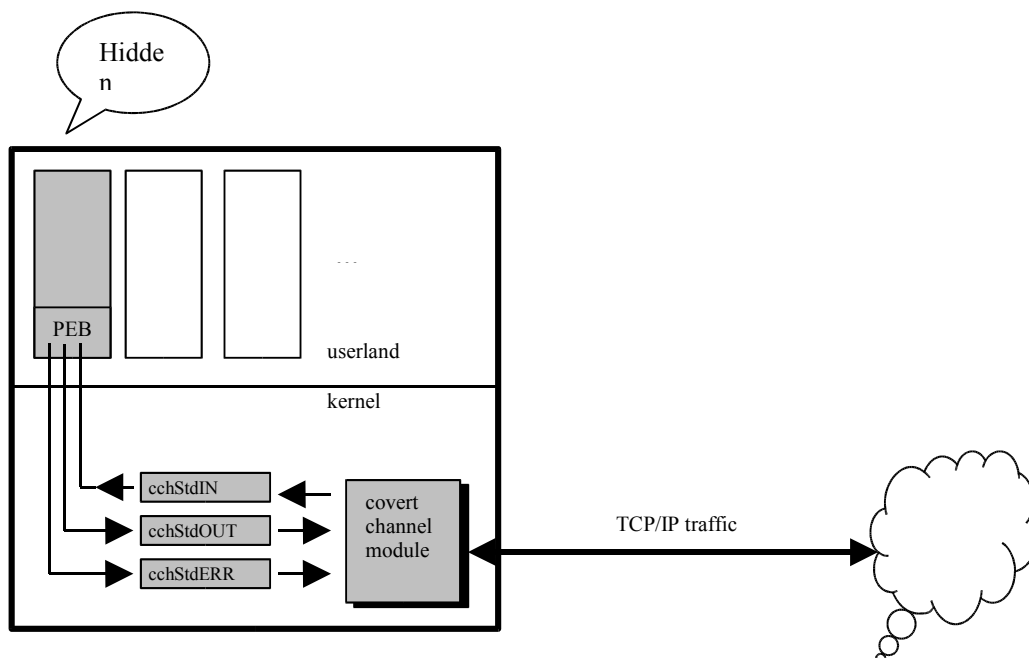 Hidde
n
...
PEB
userland
kernel
cchStdIN
cchStdOUT
cchStdERR
covert
channel
module
TCP/IP traffic